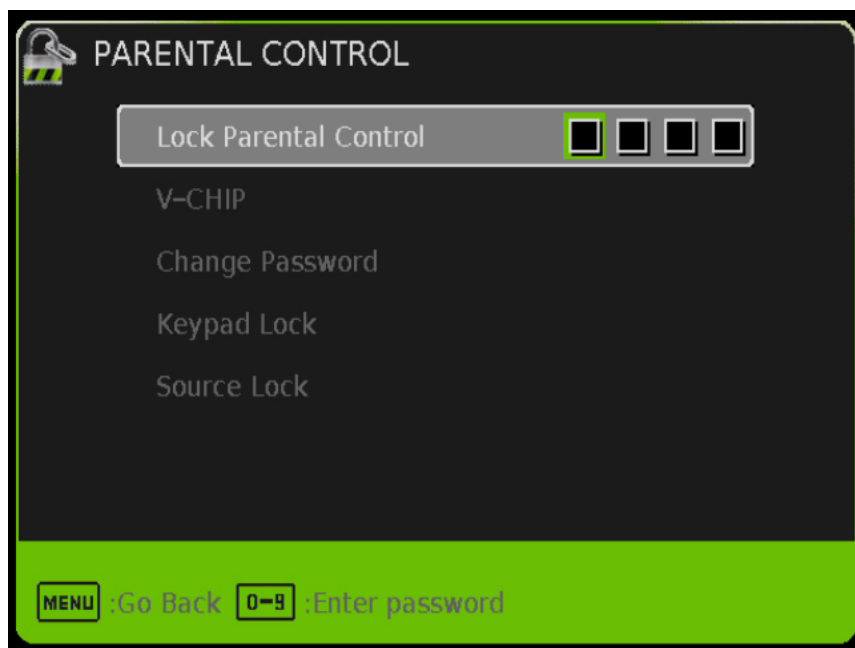 PARENTAL CONTROL
Lock Parental Control
V-CHIP
Change Password
Keypad Lock
Source Lock
MENU :Go Back 0-9 :Enter password